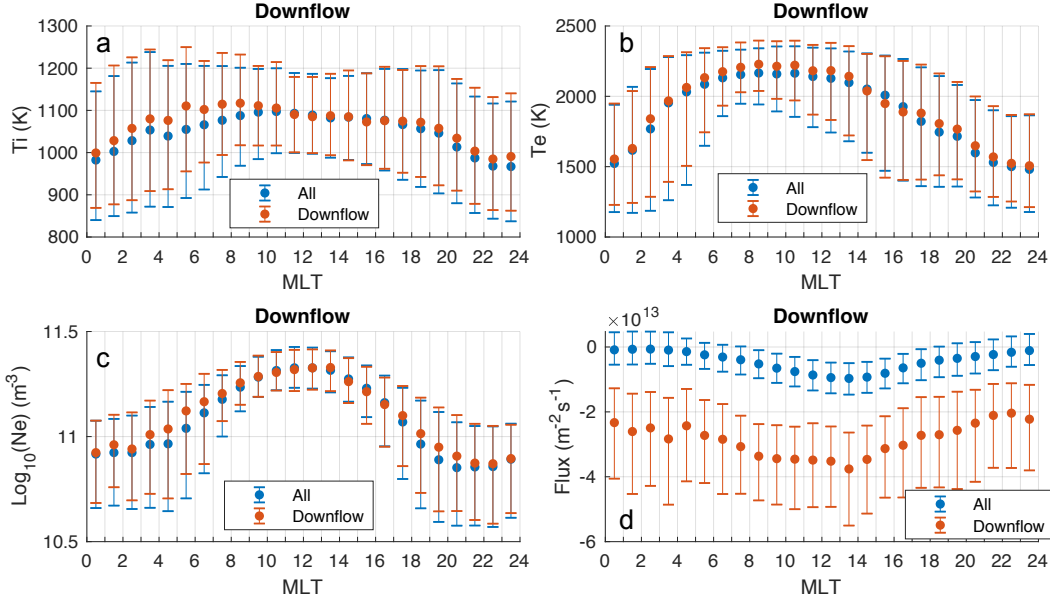 Downflow
a
1300
1200
1100
1000
900
800
Ti (K)
All
Downflow
0 2 4 6 8 10 12 14 16 18 20 22 24
MLT
Downflow
b
2500
2000
1500
1000
Te (K)
All
Downflow
0 2 4 6 8 10 12 14 16 18 20 22 24
MLT
Downflow
c
11.5
11
10.5
Log₁₀(Ne) (m³)
All
Downflow
0 2 4 6 8 10 12 14 16 18 20 22 24
MLT
Downflow
×10¹³
0
-2
-4
-6
Flux (m⁻²s⁻¹)
d
All
Downflow
0 2 4 6 8 10 12 14 16 18 20 22 24
MLT